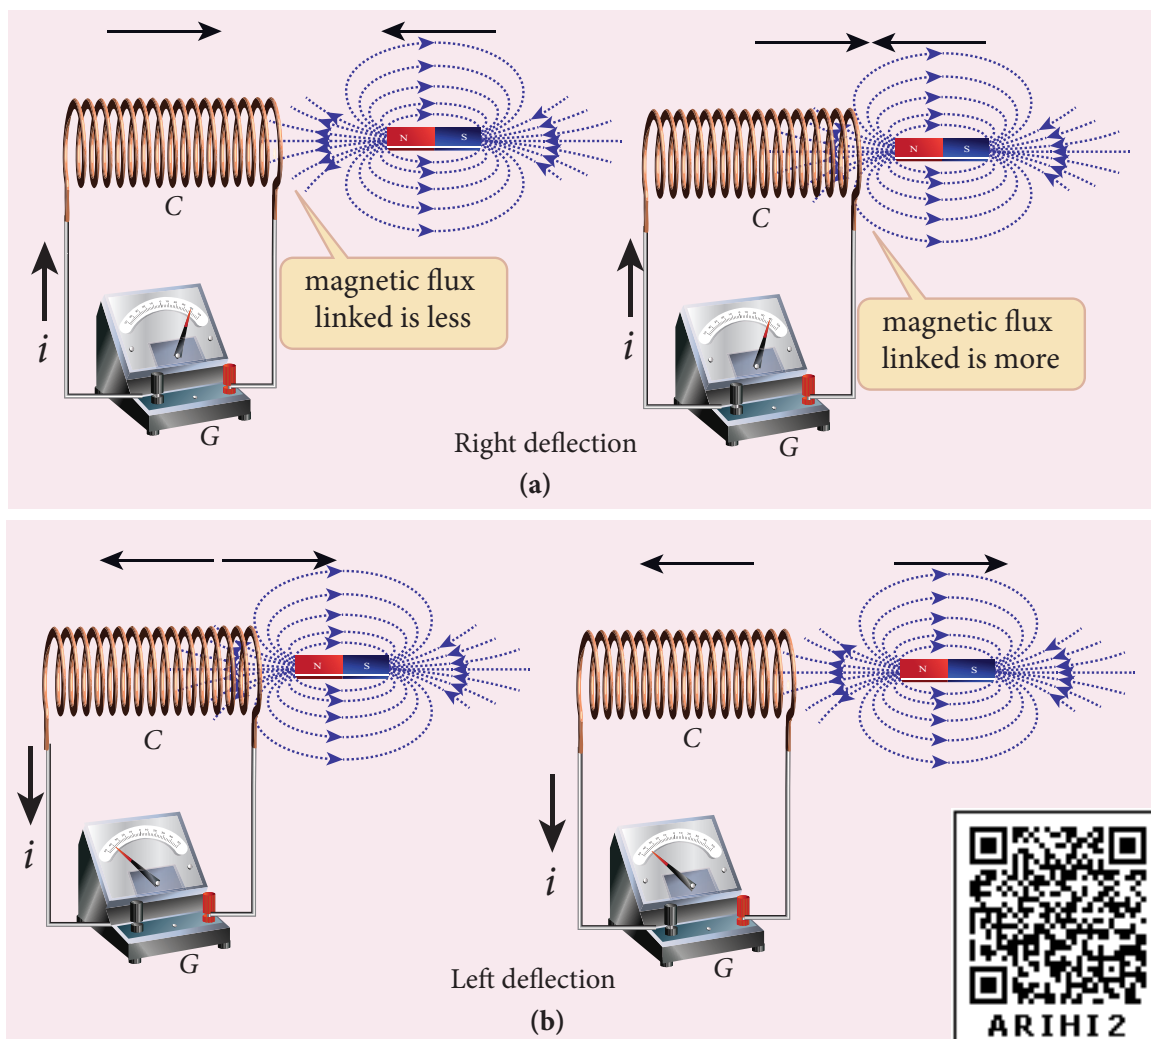 N S
N S
C
C
magnetic flux
linked is less
magnetic flux
linked is more
i
i
G
G
Right deflection
(a)
N S
N S
C
C
i
i
G
G
Left deflection
(b)
ARIHI2